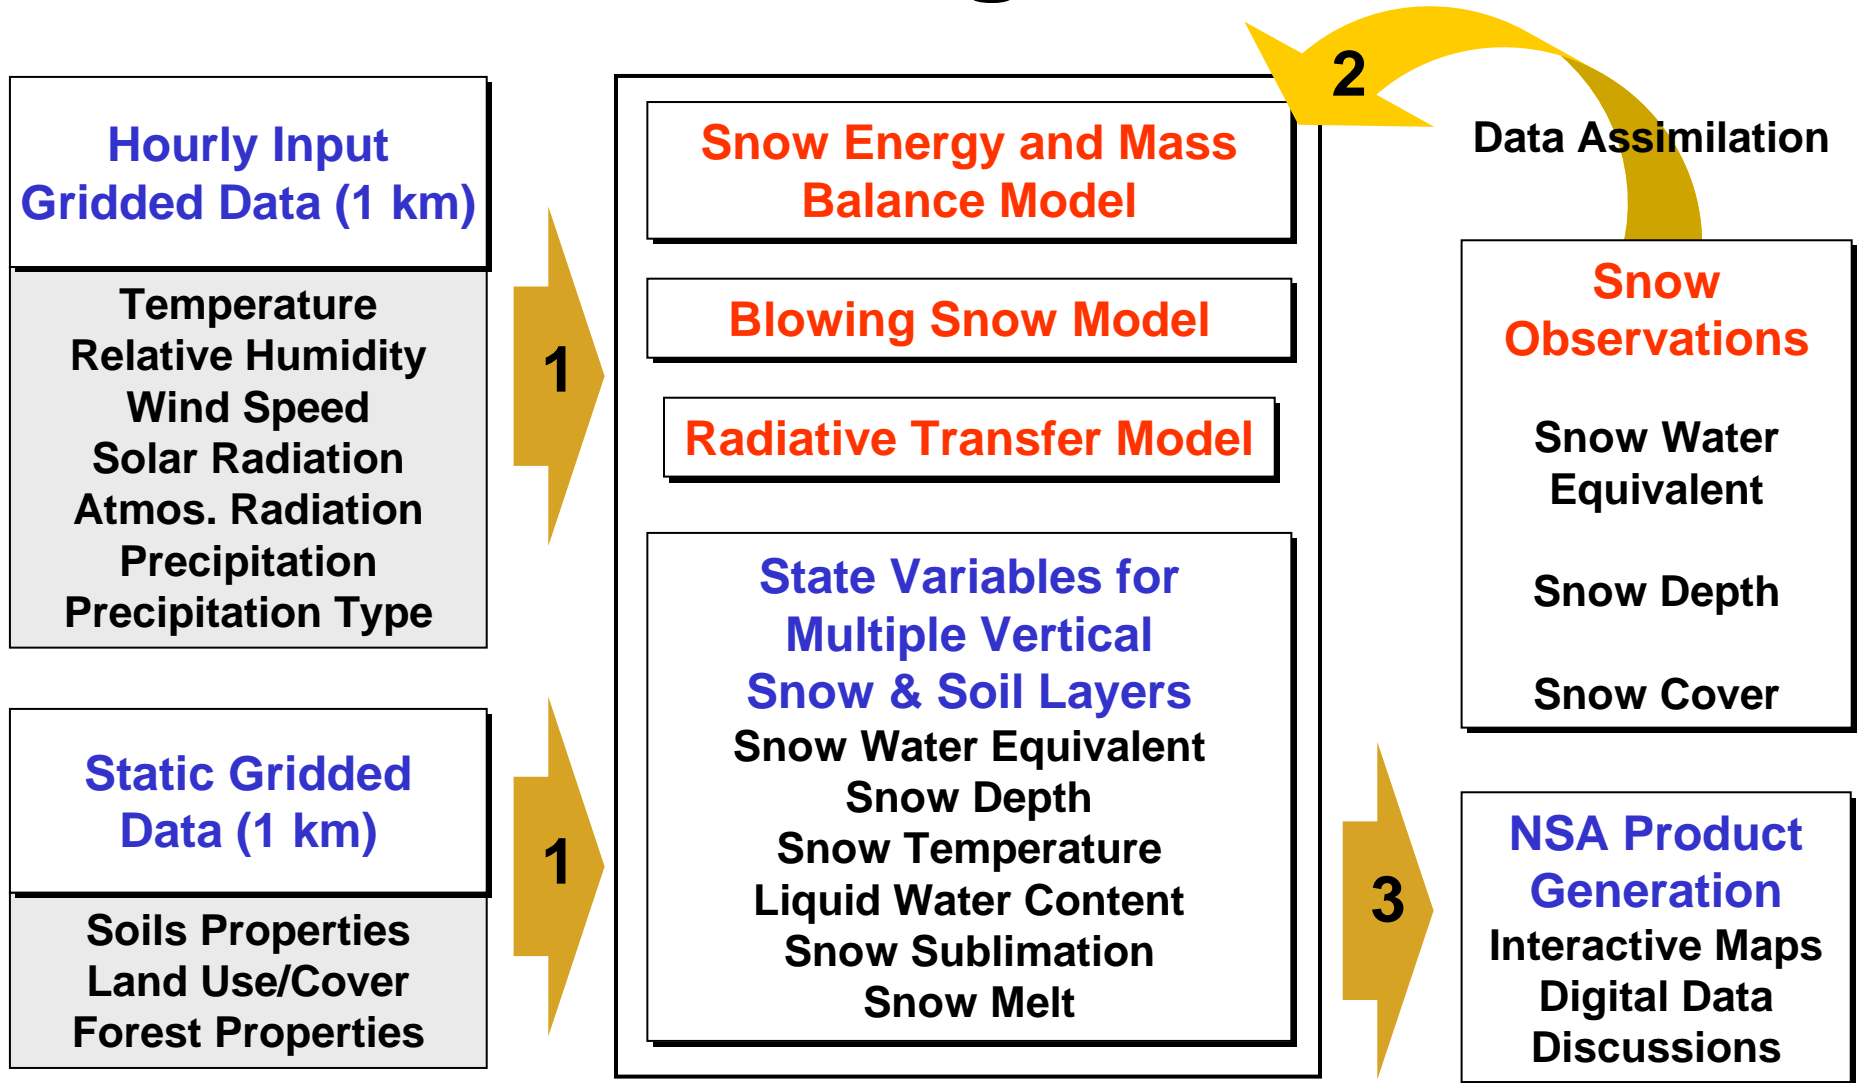 Hourly Input
Gridded Data (1 km)
Temperature
Relative Humidity
Wind Speed
Solar Radiation
Atmos. Radiation
Precipitation
Precipitation Type
Static Gridded
Data (1 km)
Soils Properties
Land Use/Cover
Forest Properties
1
1
Snow Energy and Mass
Balance Model
Blowing Snow Model
Radiative Transfer Model
State Variables for
Multiple Vertical
Snow & Soil Layers
Snow Water Equivalent
Snow Depth
Snow Temperature
Liquid Water Content
Snow Sublimation
Snow Melt
2
Data Assimilation
Snow
Observations
Snow Water
Equivalent
Snow Depth
Snow Cover
3
NSA Product
Generation
Interactive Maps
Digital Data
Discussions